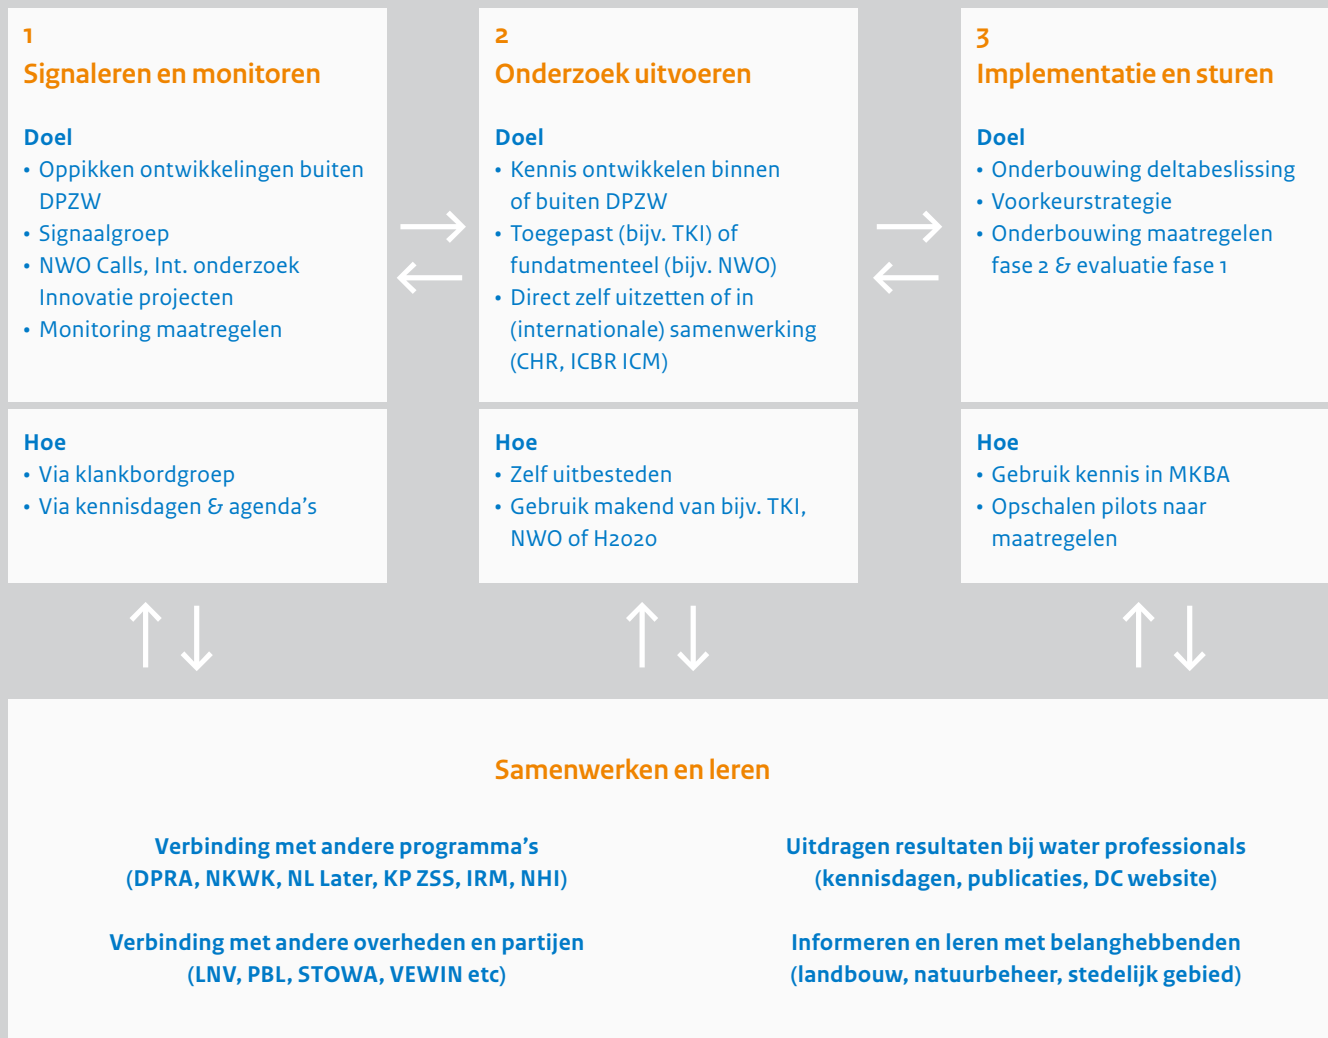 1
Signaleren en monitoren
Doel
• Oppikken ontwikkelingen buiten
DPZW
• Signaalgroep
• NWO Calls, Int. onderzoek
Innovatie projecten
• Monitoring maatregelen
Hoe
• Via klankbordgroep
• Via kennisdagen & agenda's
2
Onderzoek uitvoeren
Doel
• Kennis ontwikkelen binnen
of buiten DPZW
• Toegepast (bijv. TKI) of
fundatmenteel (bijv. NWO)
• Direct zelf uitzetten of in
(internationale) samenwerking
(CHR, ICBR ICM)
Hoe
• Zelf uitbesteden
• Gebruik makend van bijv. TKI,
NWO of H2020
3
Implementatie en sturen
Doel
• Onderbouwing deltabeslissing
• Voorkeurstrategie
• Onderbouwing maatregelen
fase 2 & evaluatie fase 1
Hoe
• Gebruik kennis in MKBA
• Opschalen pilots naar
maatregelen
Samenwerken en leren
Verbinding met andere programma's
(DPRA, NKWK, NL Later, KP ZSS, IRM, NHI)
Verbinding met andere overheden en partijen
(LNV, PBL, STOWA, VEWIN etc)
Uitdragen resultaten bij water professionals
(kennisdagen, publicaties, DC website)
Informeren en leren met belanghebbenden
(landbouw, natuurbeheer, stedelijk gebied)